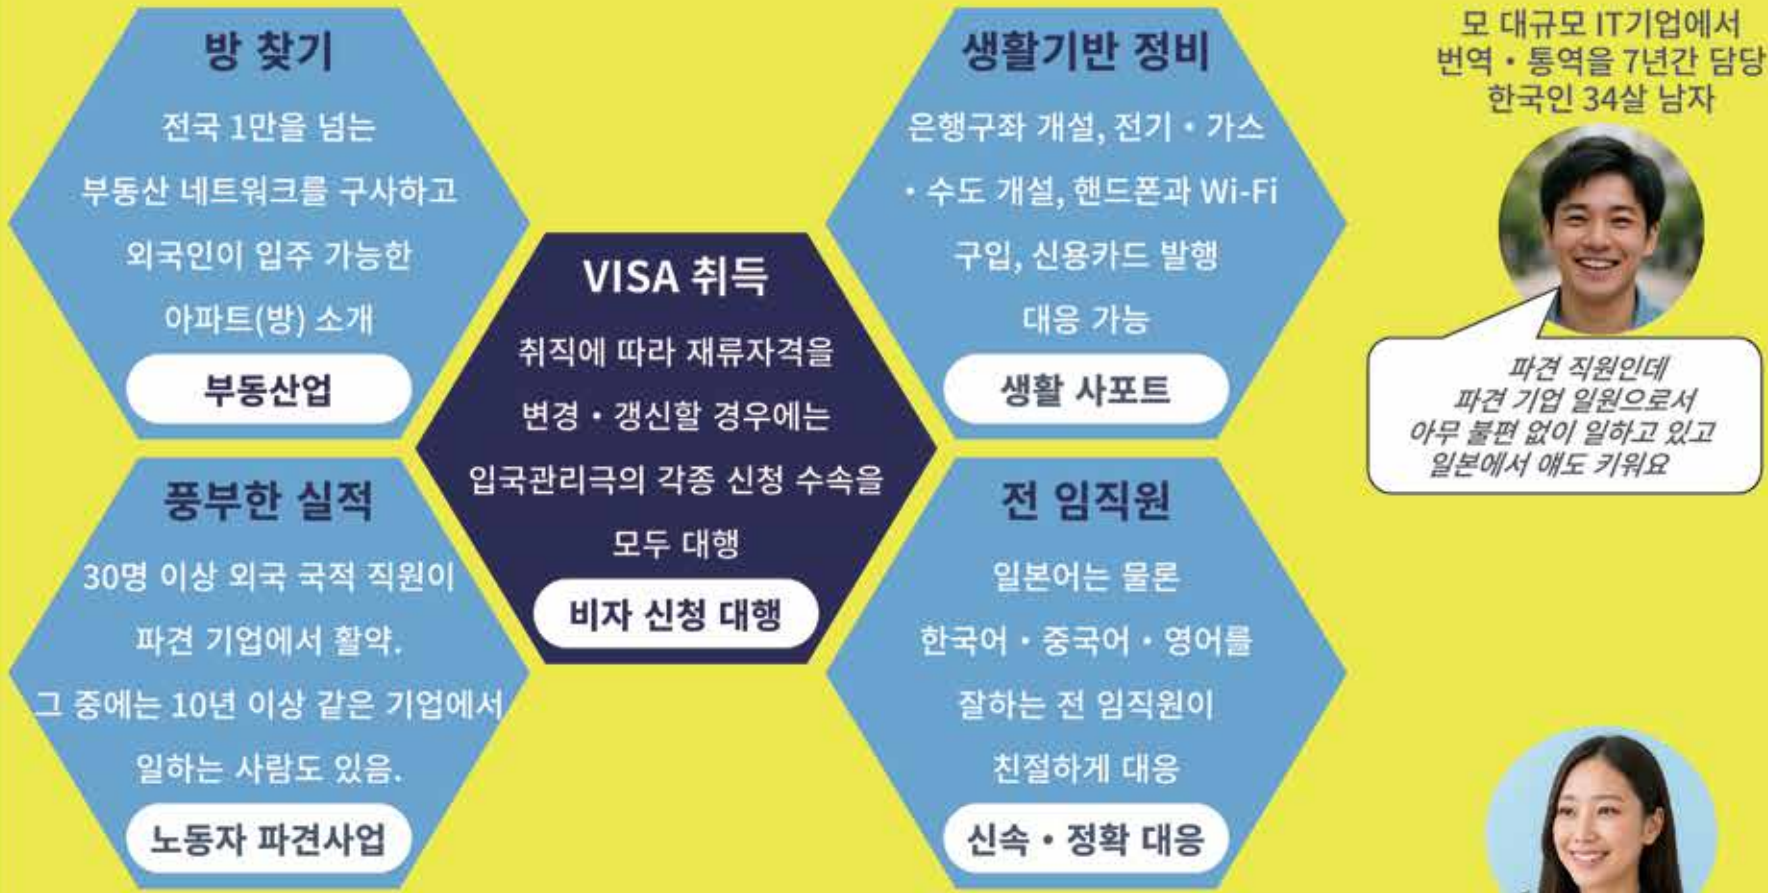 방 찾기
전국 1만을 넘는
부동산 네트워크를 구사하고
외국인이 입주 가능한
아파트(방) 소개
부동산업
생활기반 정비
은행구좌 개설, 전기・가스
・수도 개설, 핸드폰과 Wi-Fi
구입, 신용카드 발행
대응 가능
생활 사포트
VISA 취득
취직에 따라 재류자격을
변경・갱신할 경우에는
입국관리극의 각종 신청 수속을
모두 대행
비자 신청 대행
풍부한 실적
30명 이상 외국 국적 직원이
파견 기업에서 활약.
그 중에는 10년 이상 같은 기업에서
일하는 사람도 있음.
노동자 파견사업
전 임직원
일본어는 물론
한국어・중국어・영어를
잘하는 전 임직원이
친절하게 대응
신속・정확 대응
모 대규모 IT기업에서
번역・통역을 7년간 담당
한국인 34살 남자
파견 직원인데
파견 기업 일원으로서
아무 불편 없이 일하고 있고
일본에서 얘도 키워요